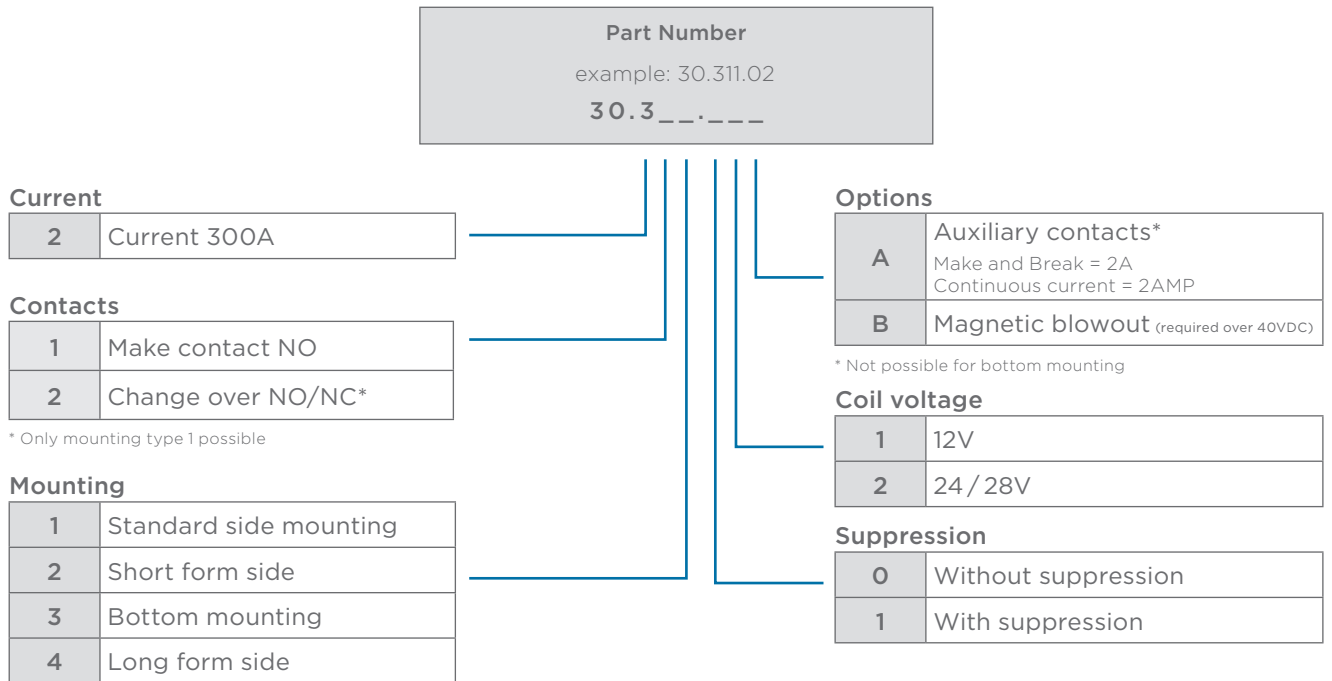 Part Number
example: 30.311.02
30.3__.___
Current
2 Current 300A
Contacts
1 Make contact NO
2 Change over NO/NC*
* Only mounting type 1 possible
Mounting
1 Standard side mounting
2 Short form side
3 Bottom mounting
4 Long form side
Options
A Auxiliary contacts*
Make and Break = 2A
Continuous current = 2AMP
B Magnetic blowout (required over 40VDC)
* Not possible for bottom mounting
Coil voltage
1 12V
2 24 / 28V
Suppression
0 Without suppression
1 With suppression